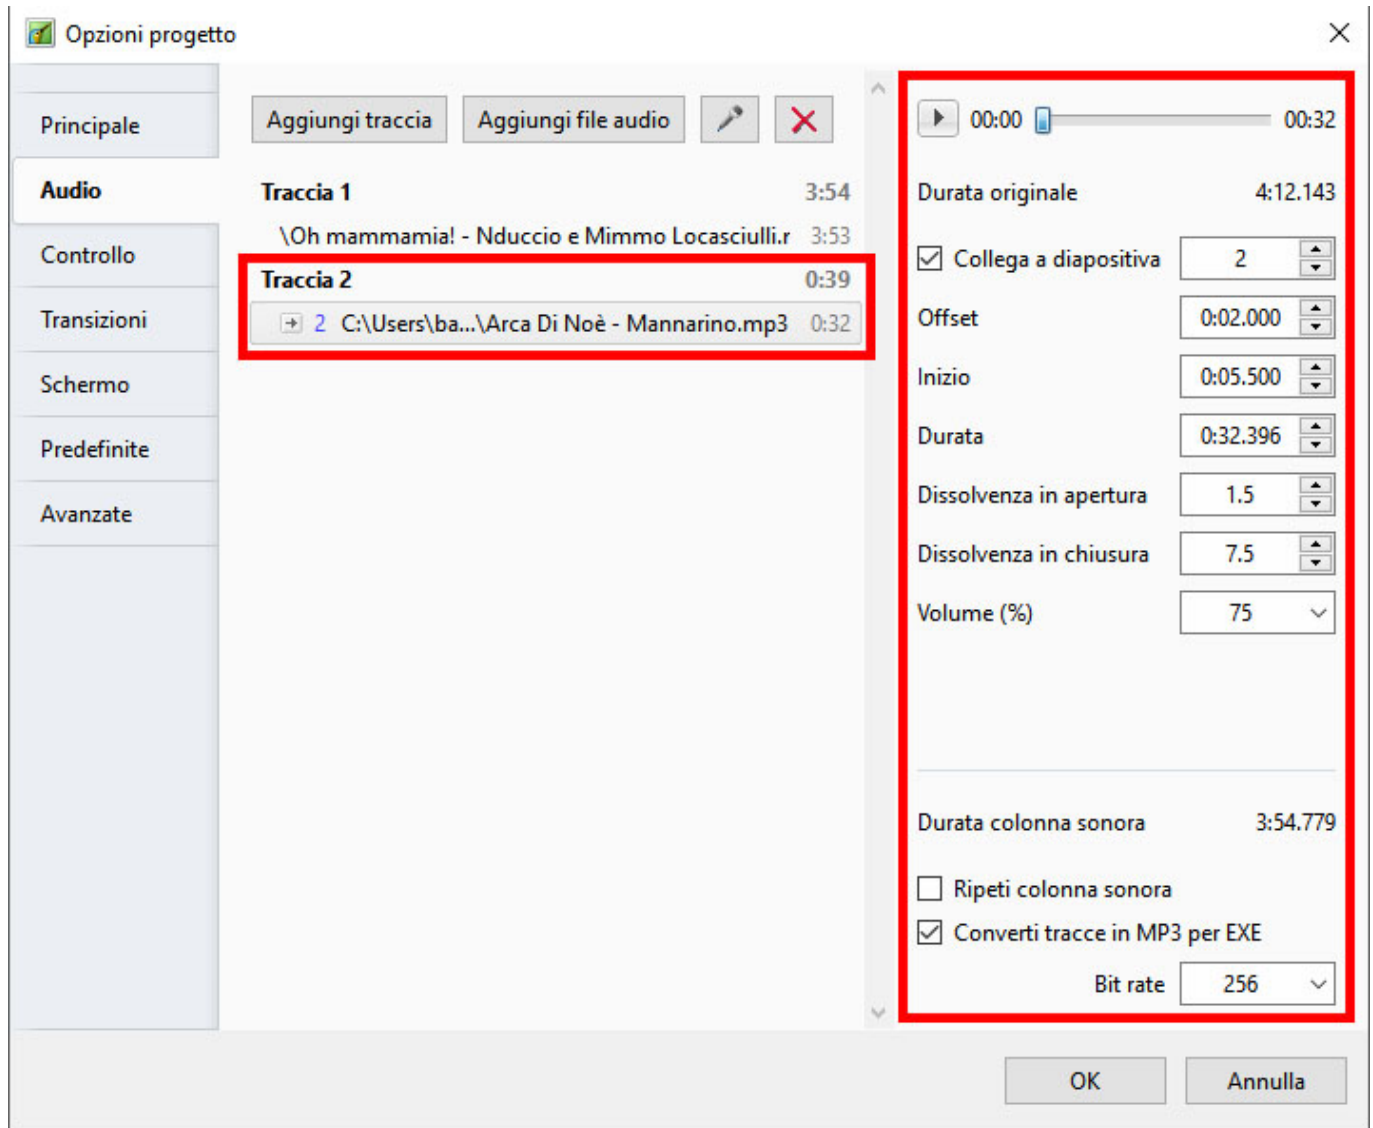 Opzioni progetto
Principale
Audio
Controllo
Transizioni
Schermo
Predefinite
Avanzate
Aggiungi traccia Aggiungi file audio
Traccia 1 3:54
\Oh mammamia! - Nduccio e Mimmo Locasciulli.r 3:53
Traccia 2 0:39
2 C:\Users\ba...\Arca Di Noè - Mannarino.mp3 0:32
00:00 00:32
Durata originale 4:12.143
Collega a diapositiva 2
Offset 0:02.000
Inizio 0:05.500
Durata 0:32.396
Dissolvenza in apertura 1.5
Dissolvenza in chiusura 7.5
Volume (%) 75
Durata colonna sonora 3:54.779
Ripeti colonna sonora
Converti tracce in MP3 per EXE
Bit rate 256
OK Annulla